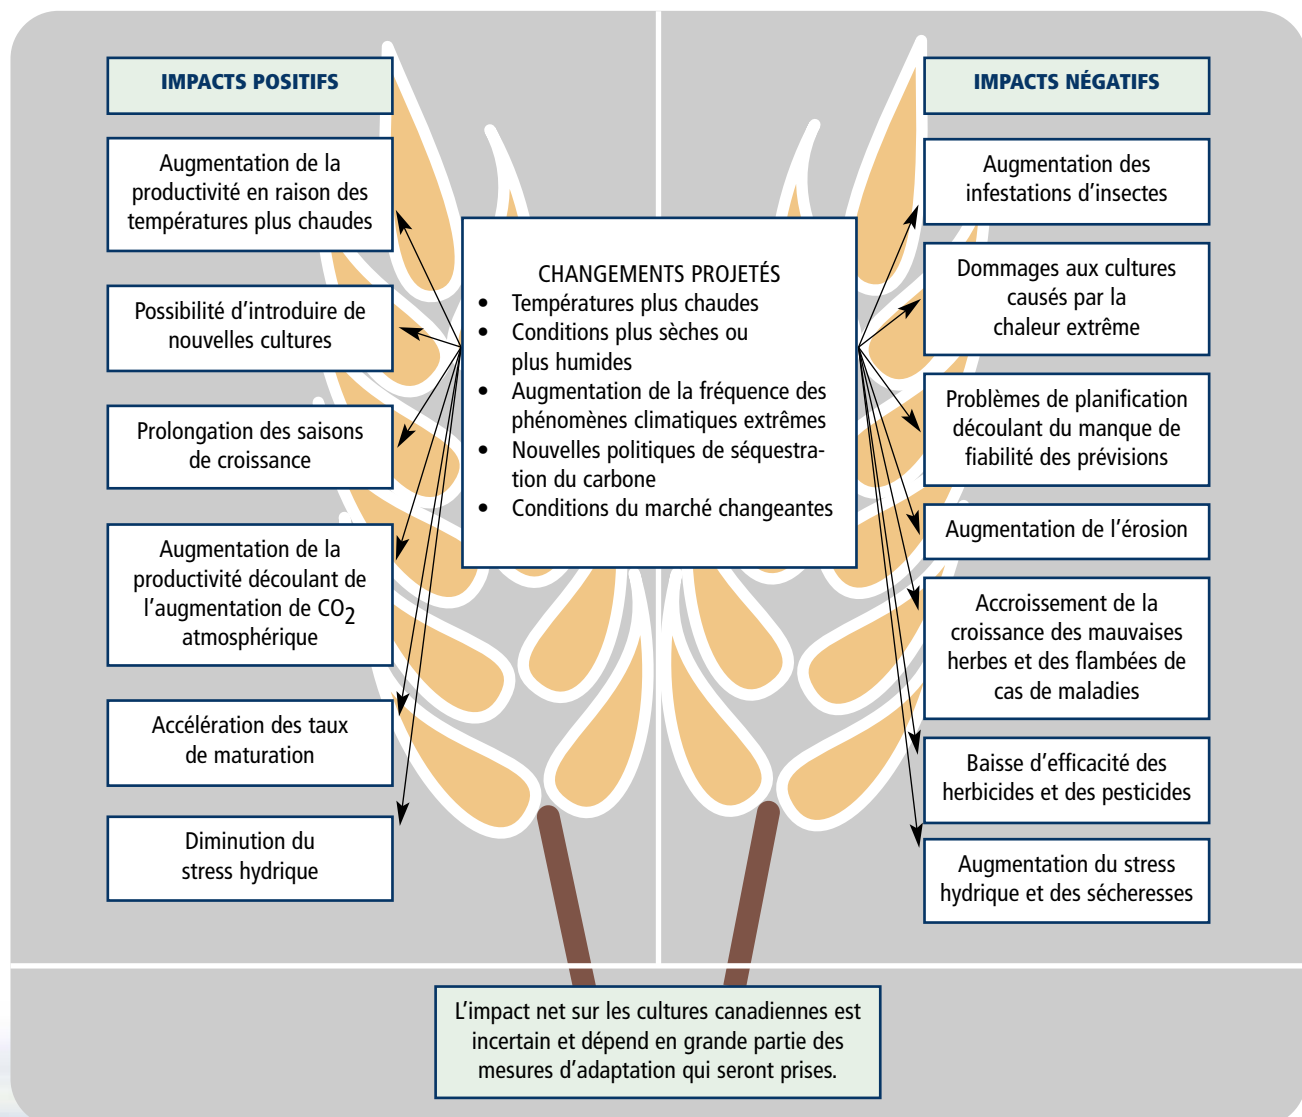 IMPACTS POSITIFS
Augmentation de la
productivité en raison des
températures plus chaudes
Possibilité d'introduire de
nouvelles cultures
Prolongation des saisons
de croissance
Augmentation de la
productivité découlant de
l'augmentation de CO2
atmosphérique
Accélération des taux
de maturation
Diminution du
stress hydrique
CHANGEMENTS PROJETÉS
• Températures plus chaudes
• Conditions plus sèches ou
plus humides
• Augmentation de la fréquence des
phénomènes climatiques extrêmes
• Nouvelles politiques de séquestra-
tion du carbone
• Conditions du marché changeantes
IMPACTS NÉGATIFS
Augmentation des
infestations d'insectes
Dommages aux cultures
causés par la
chaleur extrême
Problèmes de planification
découlant du manque de
fiabilité des prévisions
Augmentation de l'érosion
Accroissement de la
croissance des mauvaises
herbes et des flambées de
cas de maladies
Baisse d'efficacité des
herbicides et des pesticides
Augmentation du stress
hydrique et des sécheresses
L'impact net sur les cultures canadiennes est
incertain et dépend en grande partie des
mesures d'adaptation qui seront prises.